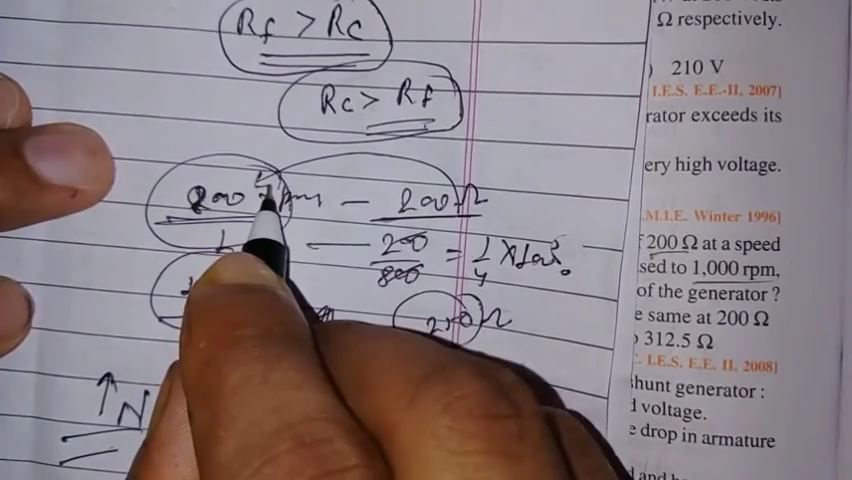 Rf > Rc
Rc > Rf
800 rpm — 200 Ω
1 — 200/800 = 1/4 ×
250 Ω
↑ N
Ω respectively.
) 210 V
I.E.S. E.E.-II, 2007]
rator exceeds its
ery high voltage.
M.I.E. Winter 1996]
200 Ω at a speed
sed to 1,000 rpm,
of the generator ?
e same at 200 Ω
312.5 Ω
I.E.S. E.E. II, 2008]
shunt generator :
d voltage.
e drop in armature